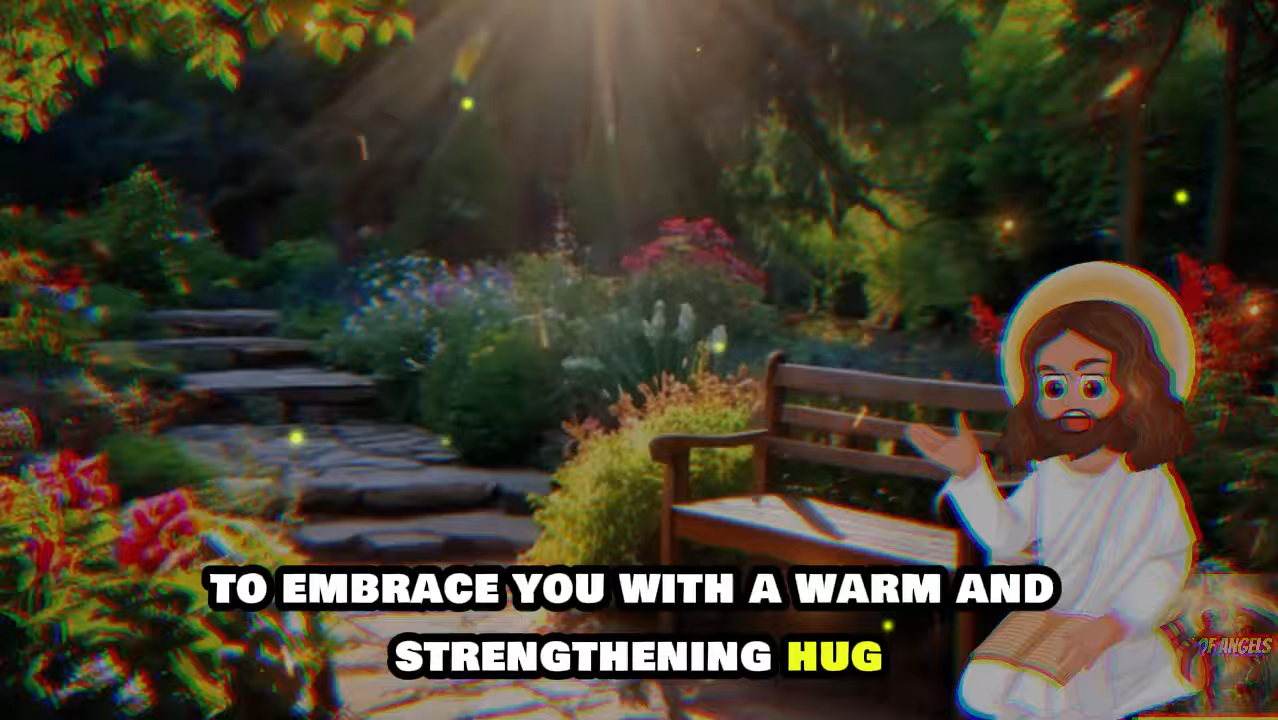 TO EMBRACE YOU WITH A WARM AND
STRENGTHENING HUG
OF ANGELS